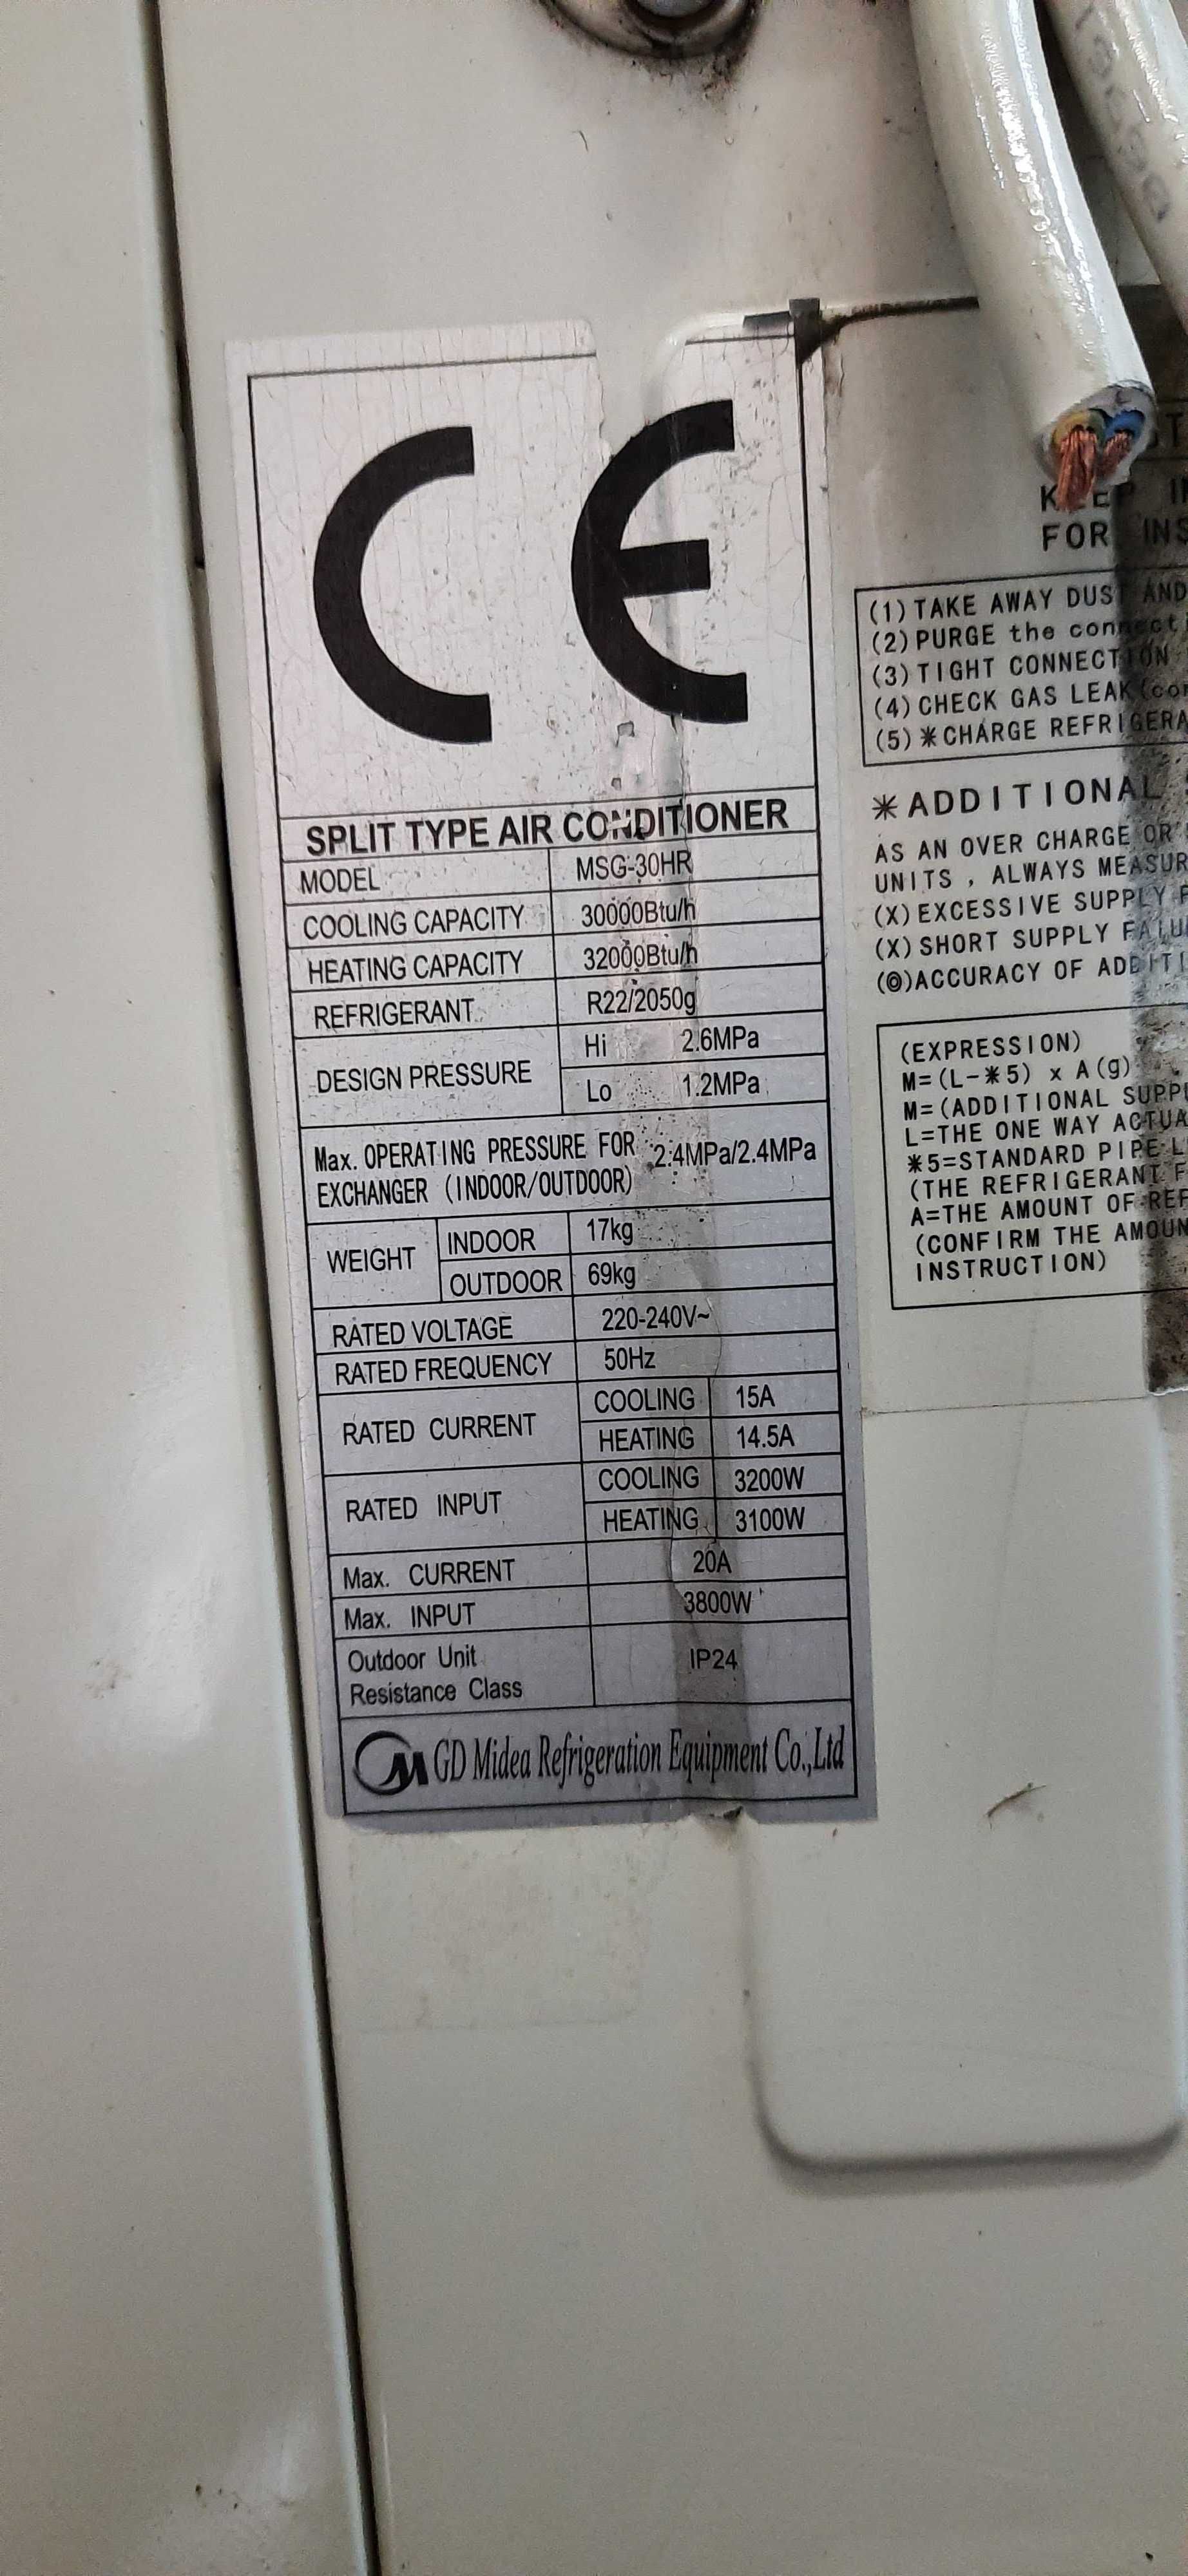 CE
SPLIT TYPE AIR CONDITIONER
MODEL MSG-30HR
COOLING CAPACITY 30000Btu/h
HEATING CAPACITY 32000Btu/h
REFRIGERANT R22/2050g
DESIGN PRESSURE Hi 2.6MPa
Lo 1.2MPa
Max. OPERATING PRESSURE FOR 2.4MPa/2.4MPa
EXCHANGER (INDOOR/OUTDOOR)
WEIGHT INDOOR 17kg
OUTDOOR 69kg
RATED VOLTAGE 220-240V~
RATED FREQUENCY 50Hz
RATED CURRENT COOLING 15A
HEATING 14.5A
RATED INPUT COOLING 3200W
HEATING 3100W
Max. CURRENT 20A
Max. INPUT 3800W
Outdoor Unit IP24
Resistance Class
GD Midea Refrigeration Equipment Co.,Ltd
KEEP
FOR
(1) TAKE AWAY DUST AND
(2) PURGE the
(3) TIGHT CONNECTION
(4) CHECK GAS LEAK
(5) *CHARGE
*ADDITIONAL
AS AN OVER CHARGE OR
UNITS , ALWAYS
(X) EXCESSIVE SUPPLY
(X) SHORT SUPPLY
(◎)ACCURACY OF
(EXPRESSION)
M=(L-*5) x A(g)
M=(ADDITIONAL
L=THE ONE WAY
*5=STANDARD PIPE
(THE REFRIGERANT
A=THE AMOUNT OF
(CONFIRM THE
INSTRUCTION)